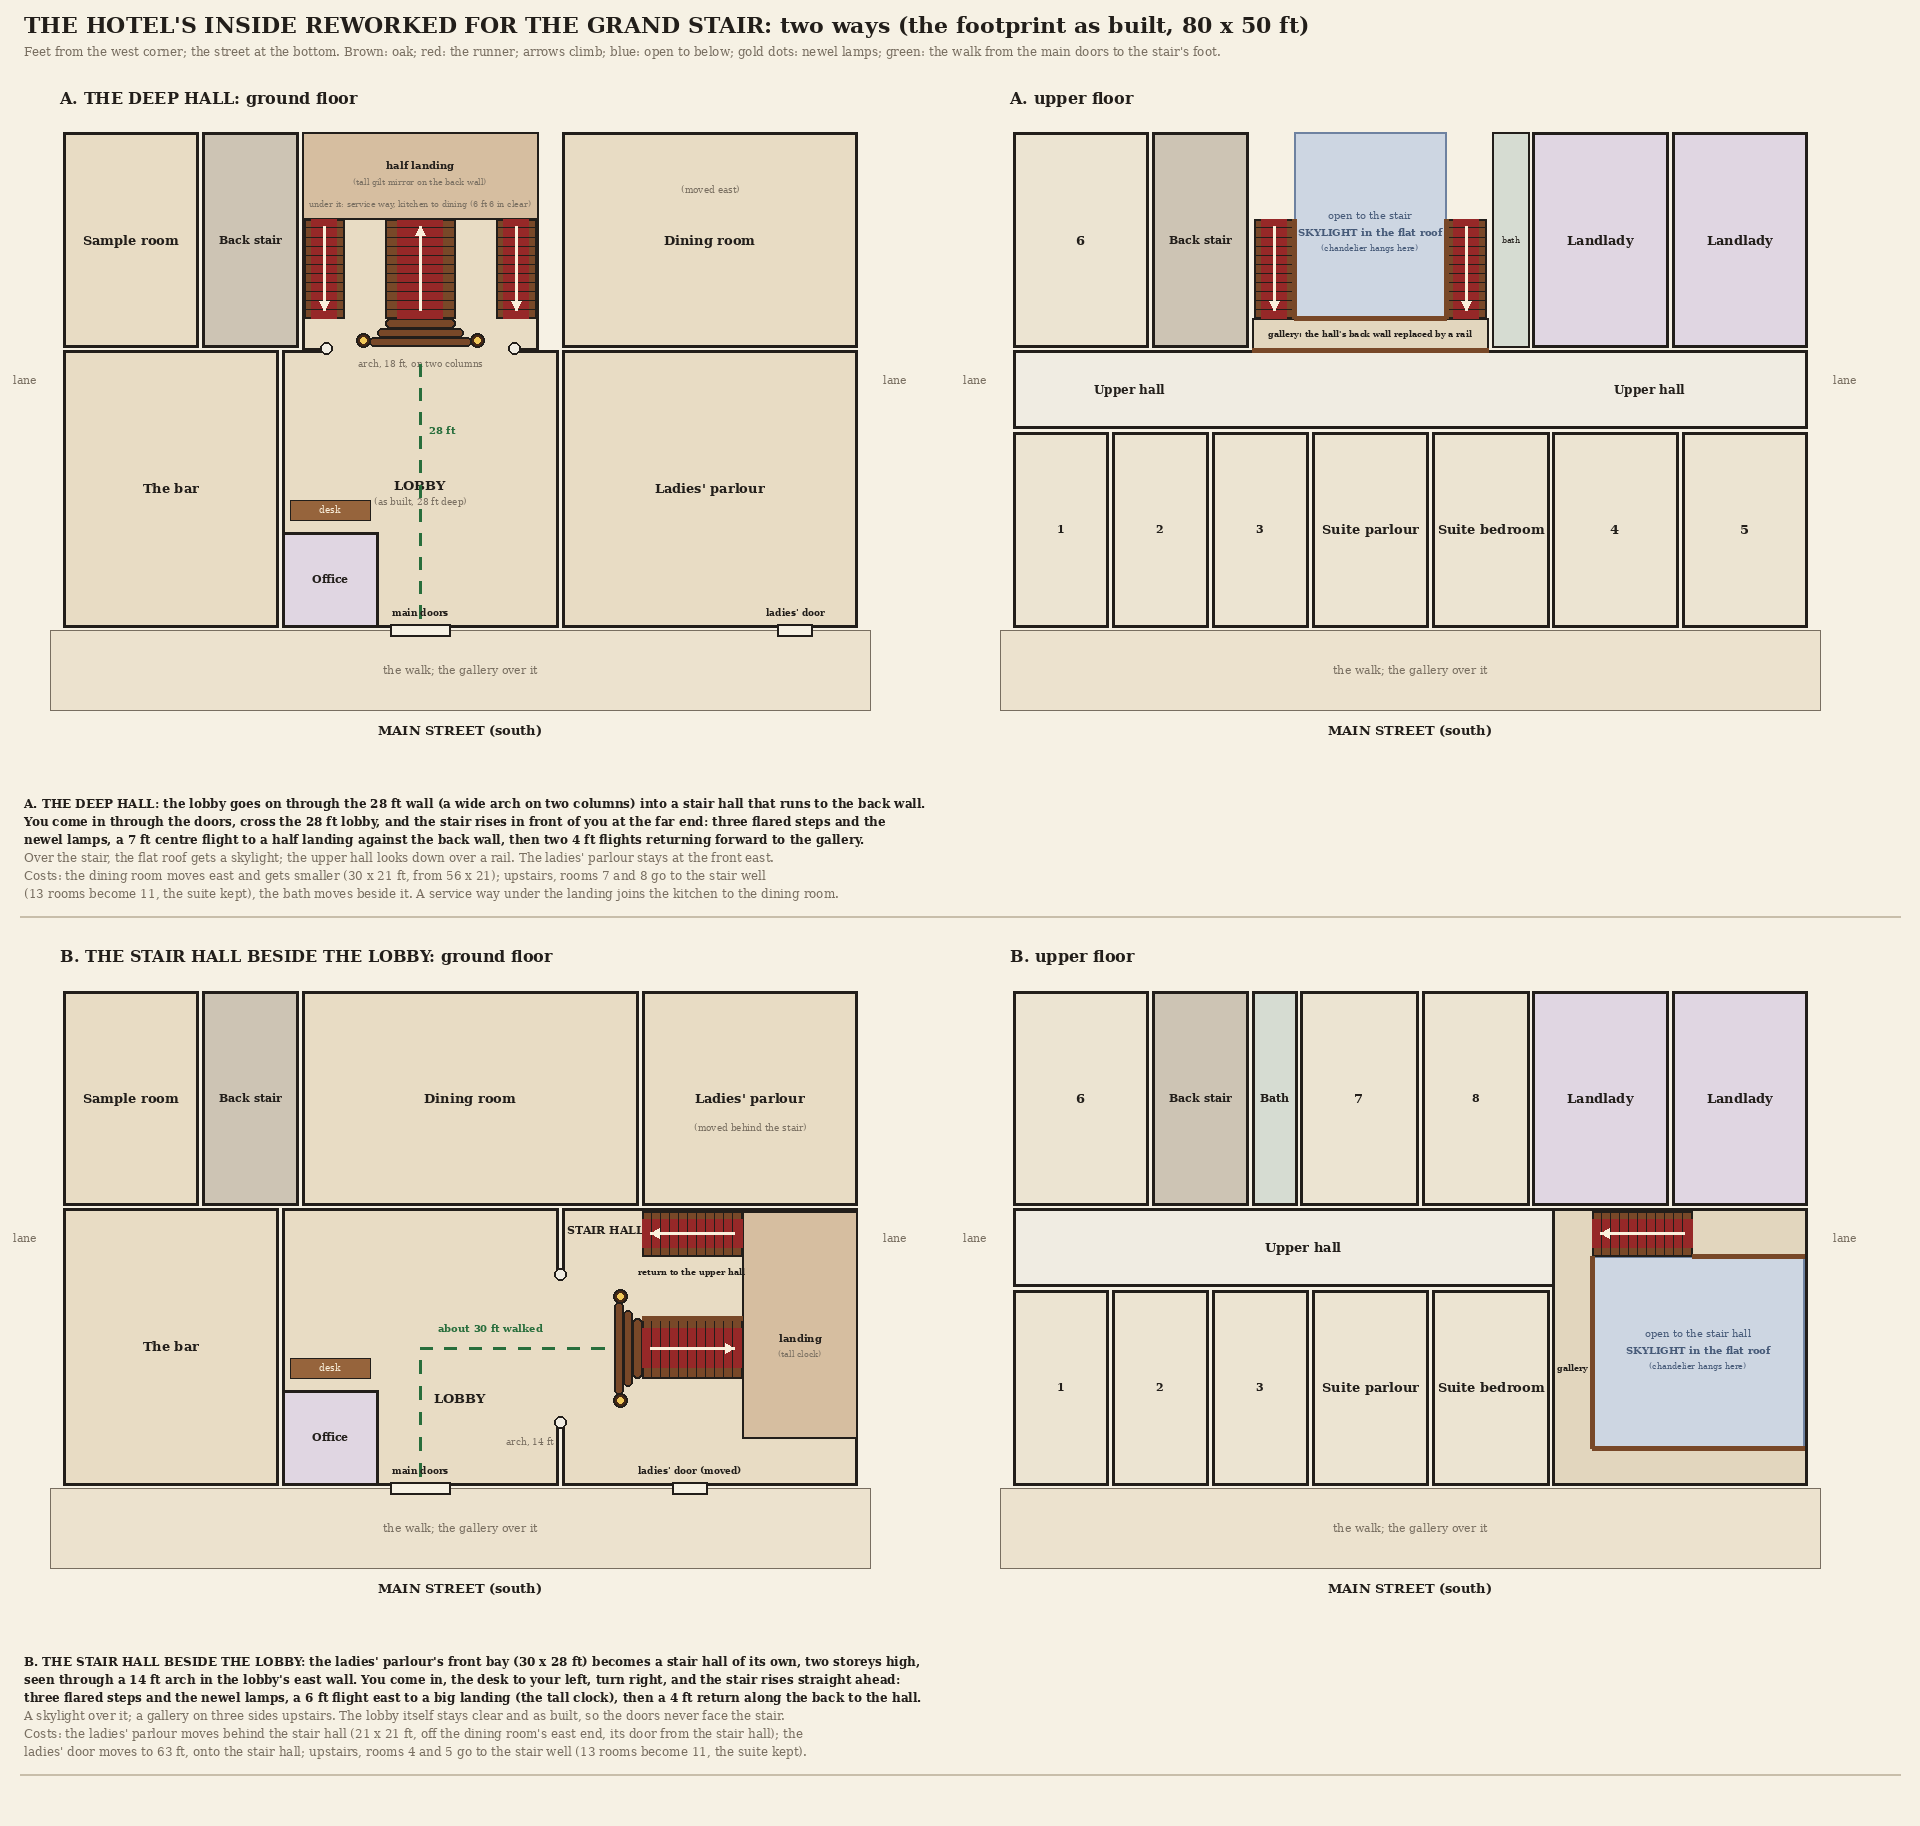 THE HOTEL'S INSIDE REWORKED FOR THE GRAND STAIR: two ways (the footprint as built, 80 x 50 ft)
Feet from the west corner; the street at the bottom. Brown: oak; red: the runner; arrows climb; blue: open to below; gold dots: newel lamps; green: the walk from the main doors to the stair's foot.
A. THE DEEP HALL: ground floor
half landing
(tall gilt mirror on the back wall)
under it: service way, kitchen to dining (6 ft 6 in clear)
(moved east)
Sample room
Back stair
Dining room
arch, 18 ft, on two columns
lane
lane
28 ft
The bar
LOBBY
(as built, 28 ft deep)
Ladies' parlour
desk
Office
main doors
ladies' door
the walk; the gallery over it
MAIN STREET (south)
A. upper floor
open to the stair
SKYLIGHT in the flat roof
(chandelier hangs here)
6
Back stair
bath
Landlady
Landlady
gallery: the hall's back wall replaced by a rail
lane
lane
Upper hall
Upper hall
1
2
3
Suite parlour
Suite bedroom
4
5
the walk; the gallery over it
MAIN STREET (south)
A. THE DEEP HALL: the lobby goes on through the 28 ft wall (a wide arch on two columns) into a stair hall that runs to the back wall.
You come in through the doors, cross the 28 ft lobby, and the stair rises in front of you at the far end: three flared steps and the
newel lamps, a 7 ft centre flight to a half landing against the back wall, then two 4 ft flights returning forward to the gallery.
Over the stair, the flat roof gets a skylight; the upper hall looks down over a rail. The ladies' parlour stays at the front east.
Costs: the dining room moves east and gets smaller (30 x 21 ft, from 56 x 21); upstairs, rooms 7 and 8 go to the stair well
(13 rooms become 11, the suite kept), the bath moves beside it. A service way under the landing joins the kitchen to the dining room.
B. THE STAIR HALL BESIDE THE LOBBY: ground floor
Sample room
Back stair
Dining room
Ladies' parlour
(moved behind the stair)
STAIR HALL
lane
lane
return to the upper hall
about 30 ft walked
The bar
landing
(tall clock)
desk
LOBBY
Office
arch, 14 ft
main doors
ladies' door (moved)
the walk; the gallery over it
MAIN STREET (south)
B. upper floor
6
Back stair
Bath
7
8
Landlady
Landlady
lane
lane
Upper hall
open to the stair hall
SKYLIGHT in the flat roof
(chandelier hangs here)
gallery
1
2
3
Suite parlour
Suite bedroom
the walk; the gallery over it
MAIN STREET (south)
B. THE STAIR HALL BESIDE THE LOBBY: the ladies' parlour's front bay (30 x 28 ft) becomes a stair hall of its own, two storeys high,
seen through a 14 ft arch in the lobby's east wall. You come in, the desk to your left, turn right, and the stair rises straight ahead:
three flared steps and the newel lamps, a 6 ft flight east to a big landing (the tall clock), then a 4 ft return along the back to the hall.
A skylight over it; a gallery on three sides upstairs. The lobby itself stays clear and as built, so the doors never face the stair.
Costs: the ladies' parlour moves behind the stair hall (21 x 21 ft, off the dining room's east end, its door from the stair hall); the
ladies' door moves to 63 ft, onto the stair hall; upstairs, rooms 4 and 5 go to the stair well (13 rooms become 11, the suite kept).